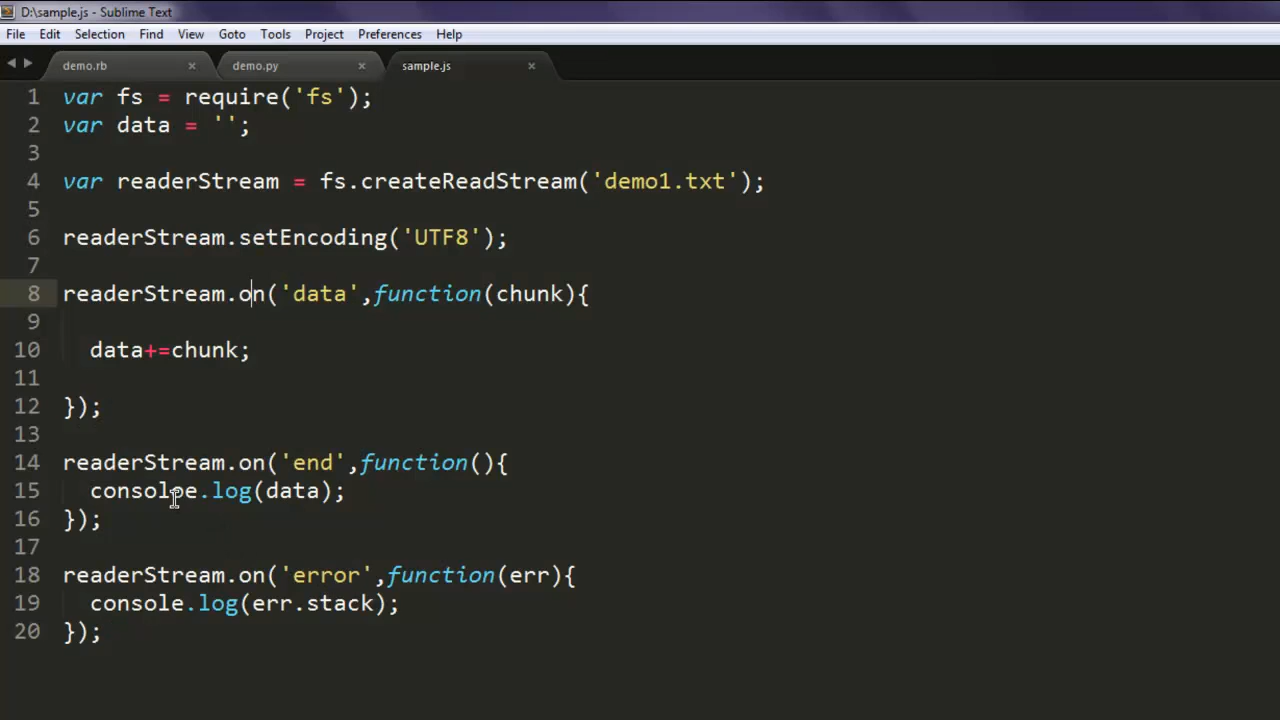 D:\sample.js - Sublime Text
File Edit Selection Find View Goto Tools Project Preferences Help
demo.rb × demo.py × sample.js ×
1 var fs = require('fs');
2 var data = '';
3
4 var readerStream = fs.createReadStream('demo1.txt');
5
6 readerStream.setEncoding('UTF8');
7
8 readerStream.on('data',function(chunk){
9
10 data+=chunk;
11
12 });
13
14 readerStream.on('end',function(){
15 .log(data);
16 });
17
18 readerStream.on('error',function(err){
19 console.log(err.stack);
20 });